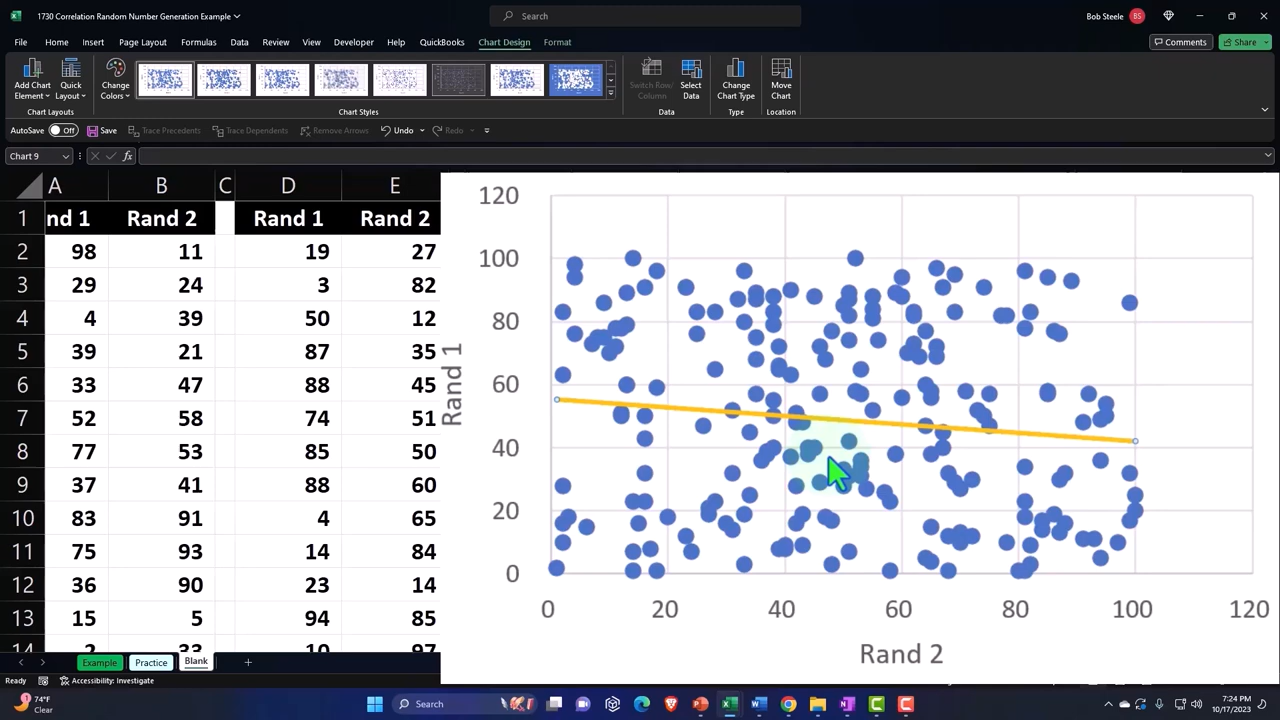 1730 Correlation Random Number Generation Example
Search
Bob Steele BS
File Home Insert Page Layout Formulas Data Review View Developer Help QuickBooks Chart Design Format
Comments Share
Add Chart Element
Quick Layout
Change Colors
Switch Row/Column
Select Data
Change Chart Type
Move Chart
Chart Layouts Chart Styles Data Type Location
AutoSave Off Save Trace Precedents Trace Dependents Remove Arrows Undo Redo
Chart 9 fx
A B C D E
1 nd 1 Rand 2 Rand 1 Rand 2
2 98 11 19 27
3 29 24 3 82
4 4 39 50 12
5 39 21 87 35
6 33 47 88 45
7 52 58 74 51
8 77 53 85 50
9 37 41 88 60
10 83 91 4 65
11 75 93 14 84
12 36 90 23 14
13 15 5 94 85
14 2 33 10 97
120
100
80
60
40
20
0
Rand 1
0 20 40 60 80 100 120
Rand 2
Example Practice Blank
Ready Accessibility: Investigate
74°F
Clear
Search
7:24 PM
10/17/2023